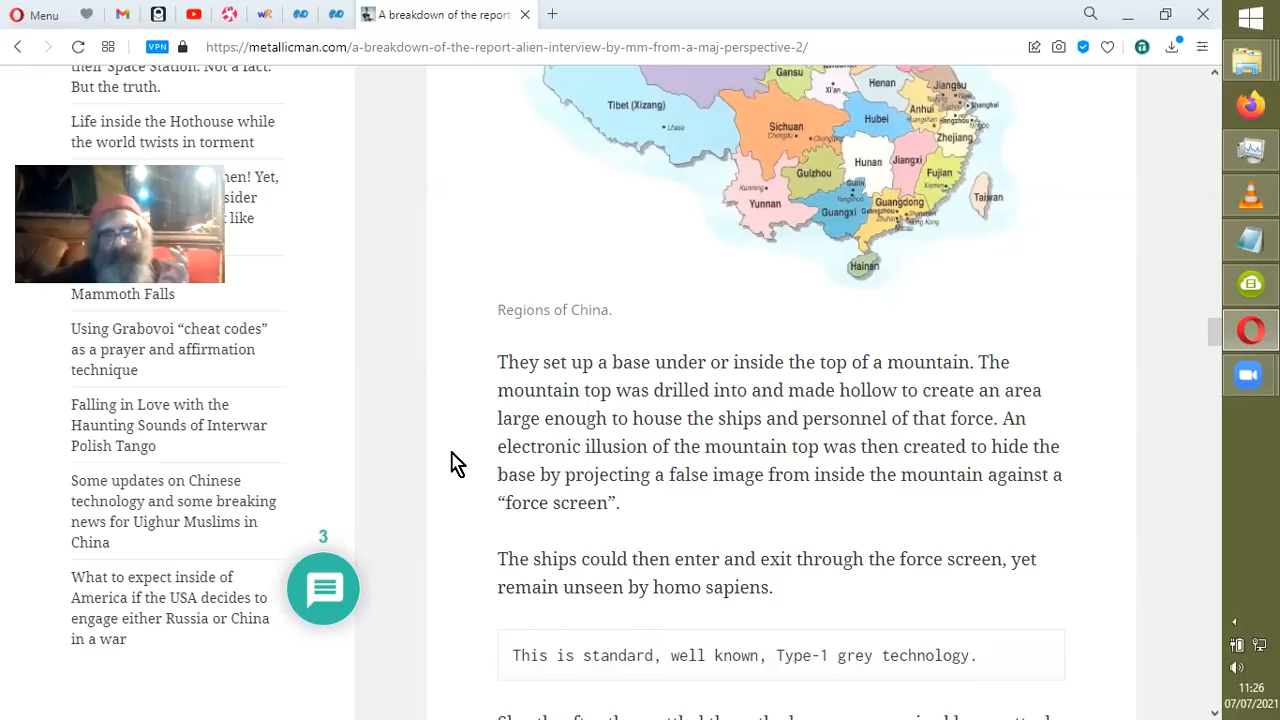 Menu
A breakdown of the report
VPN
https://metallicman.com/a-breakdown-of-the-report-alien-interview-by-mm-from-a-maj-perspective-2/
their Space Station. Not a fact.
But the truth.
Life inside the Hothouse while
the world twists in torment
hen! Yet,
sider
like
Mammoth Falls
Using Grabovoi “cheat codes”
as a prayer and affirmation
technique
Falling in Love with the
Haunting Sounds of Interwar
Polish Tango
Some updates on Chinese
technology and some breaking
news for Uighur Muslims in
China
What to expect inside of
America if the USA decides to
engage either Russia or China
in a war
3
Gansu
Henan
Jiangsu
Xi'an
Tibet (Xizang)
Anhui
Shanghai
Lhasa
Sichuan
Hubei
Zhejiang
Hunan
Jiangxi
Guizhou
Fujian
Kunming
Yunnan
Guangxi
Guangdong
Taiwan
Hainan
Regions of China.
They set up a base under or inside the top of a mountain. The
mountain top was drilled into and made hollow to create an area
large enough to house the ships and personnel of that force. An
electronic illusion of the mountain top was then created to hide the
base by projecting a false image from inside the mountain against a
“force screen”.
The ships could then enter and exit through the force screen, yet
remain unseen by homo sapiens.
This is standard, well known, Type-1 grey technology.
11:26
07/07/2021